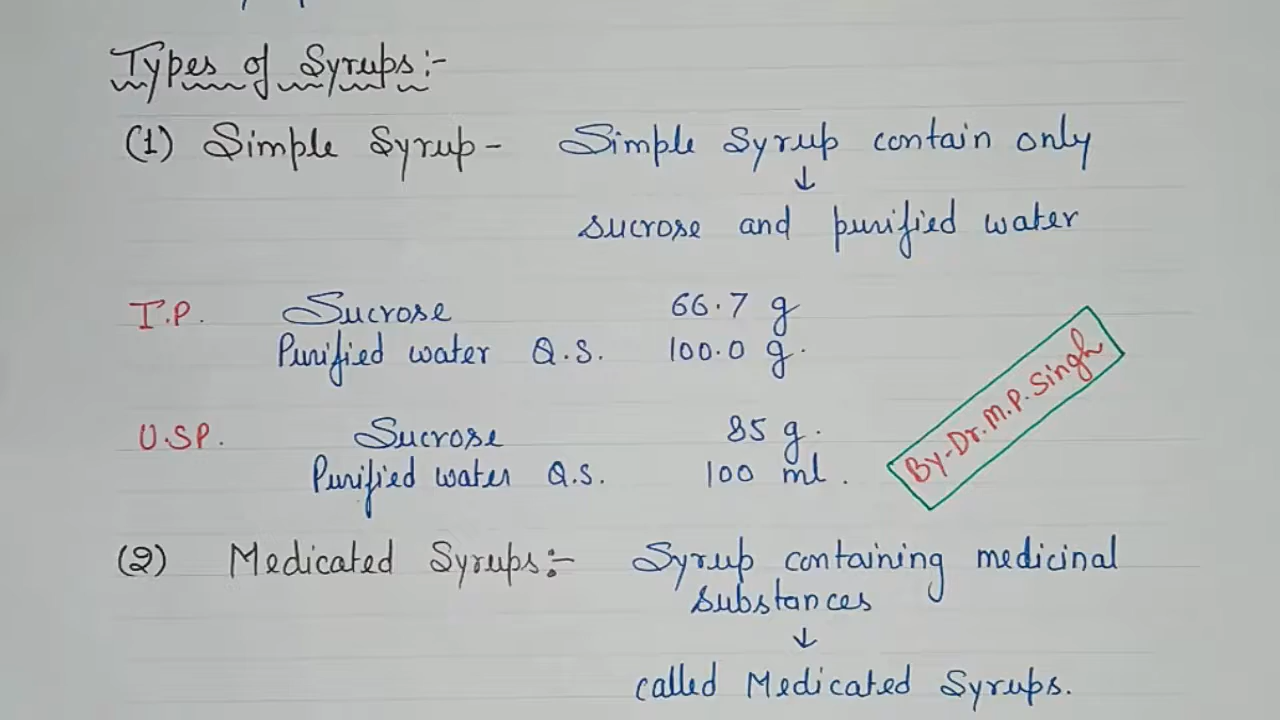 Types of Syrups:-
(1) Simple Syrup - Simple Syrup contain only
↓
sucrose and purified water
I.P. Sucrose 66.7 g
Purified water Q.S. 100.0 g.
U.SP. Sucrose 85 g.
Purified water Q.S. 100 ml.
By-Dr.M.P.Singh
(2) Medicated Syrups:- Syrup containing medicinal
substances
↓
called Medicated Syrups.